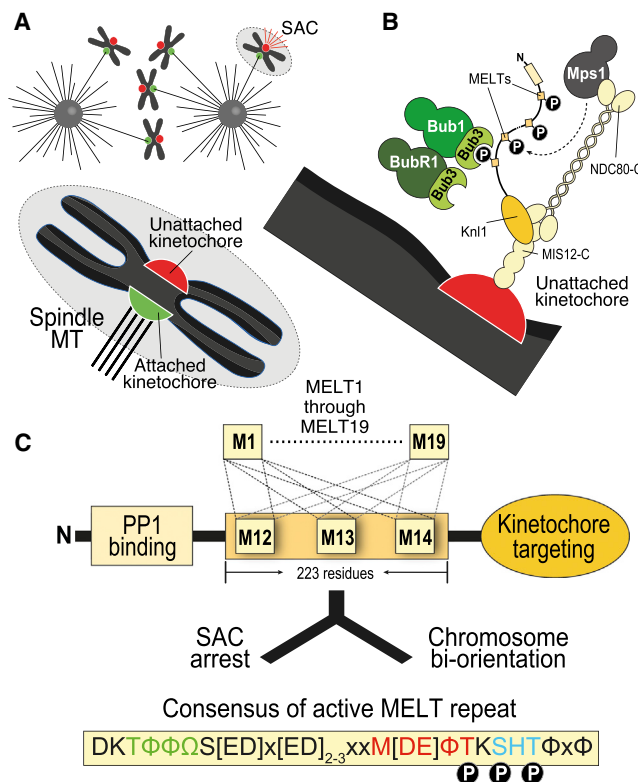 A
SAC
Unattached
kinetochore
Spindle
MT
Attached
kinetochore
B
N
MELTs
Mps1
P
Bub1
Bub3
P
P
P
BubR1
Bub3
NDC80-C
Knl1
MIS12-C
Unattached
kinetochore
C
MELT1
through
MELT19
M1
M19
N
PP1
binding
M12
M13
M14
Kinetochore
targeting
223 residues
SAC
arrest
Chromosome
bi-orientation
Consensus of active MELT repeat
DKTΦΦΩS[ED]x[ED]2-3xxM[DE]ΦTKSHTΦxΦ
P P P